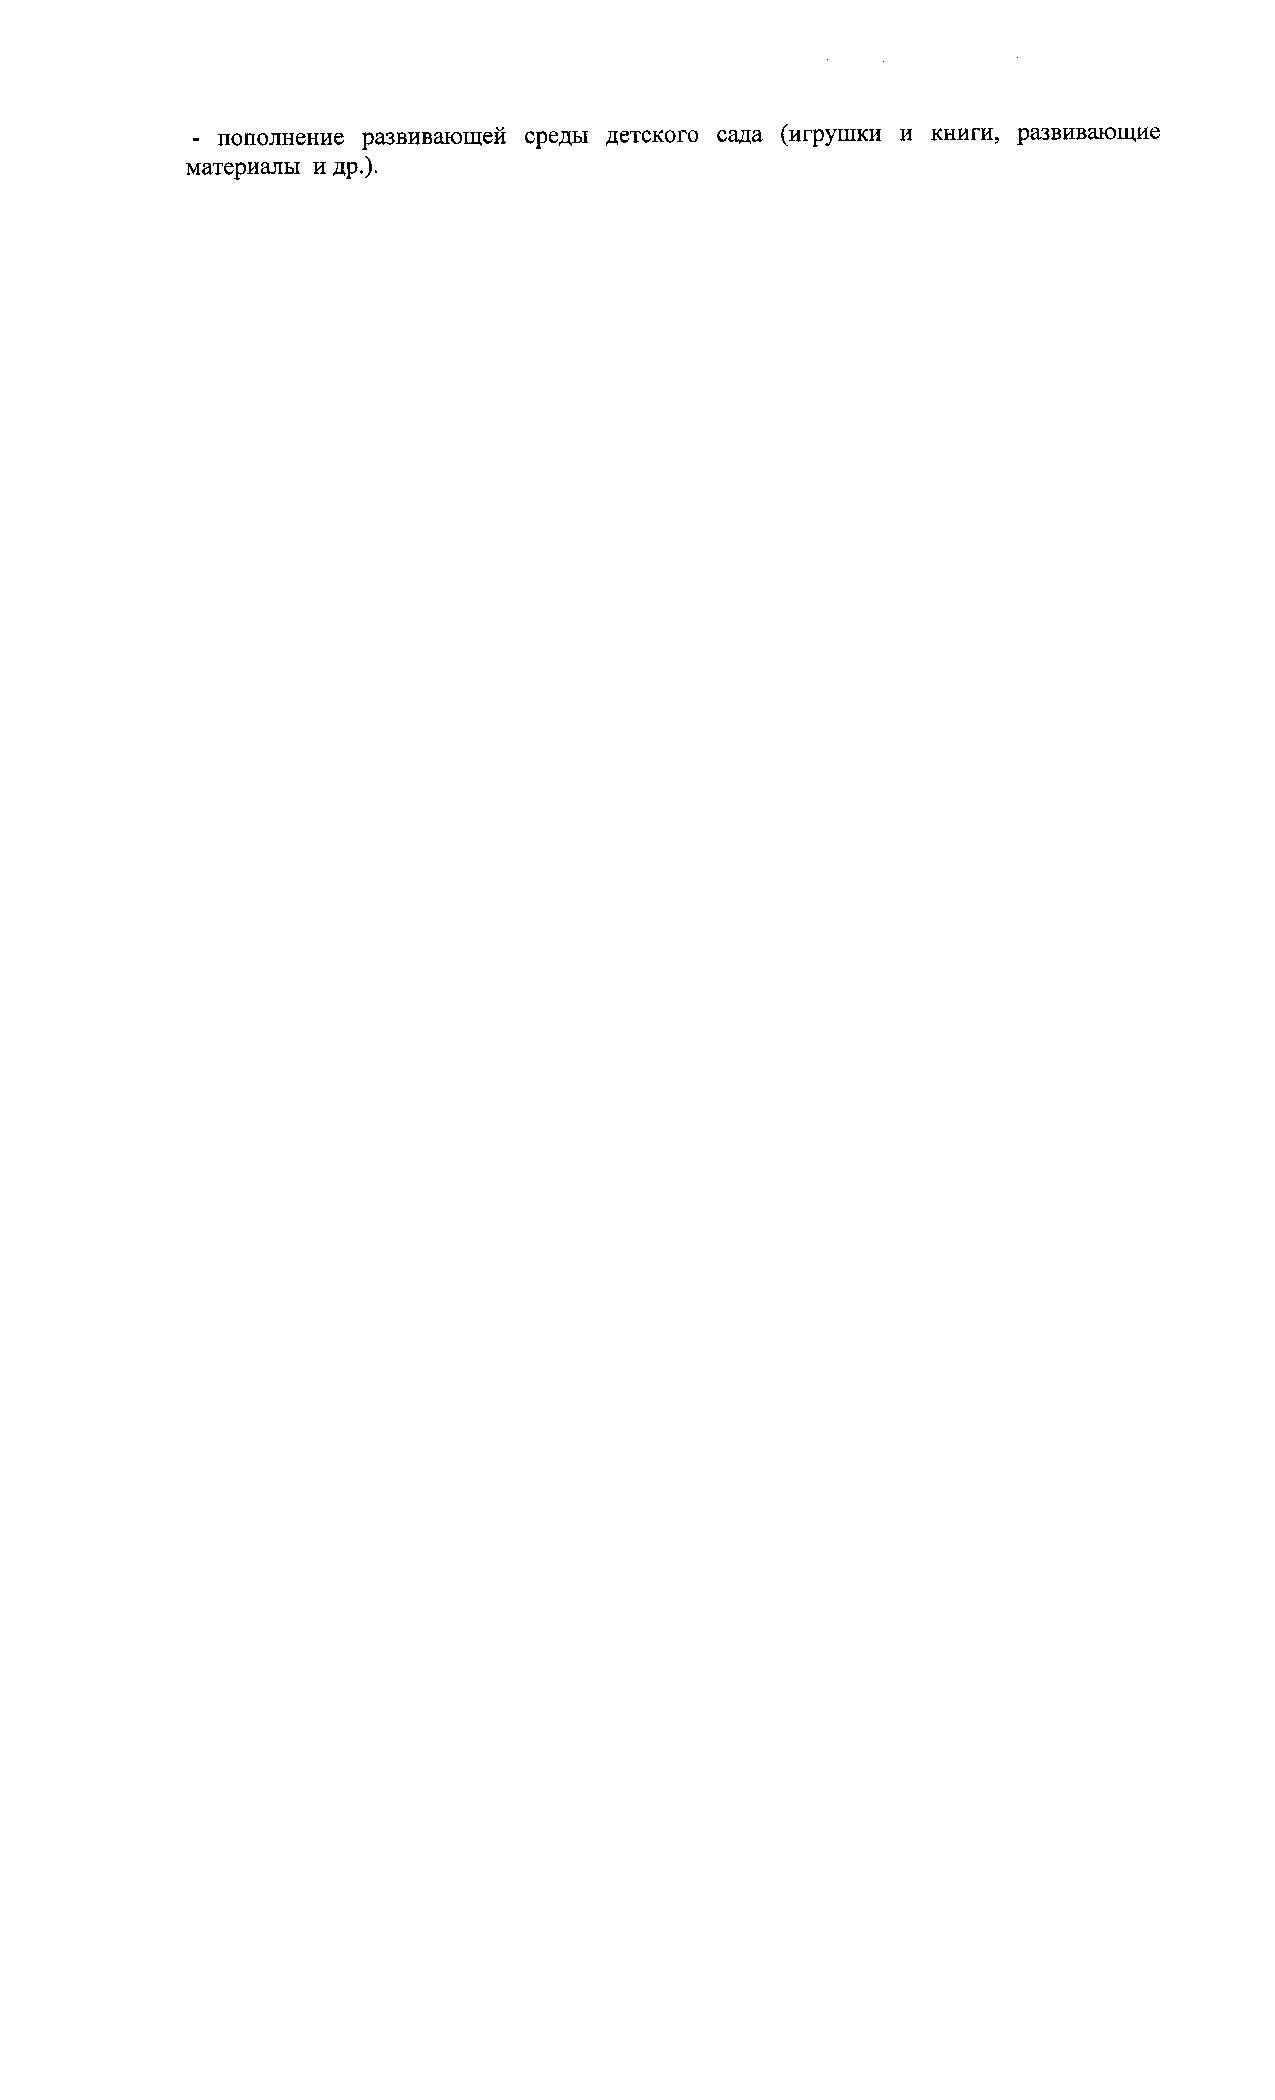 - пополнение развивающей среды детского сада (игрушки и книги, развивающие
материалы и др.).